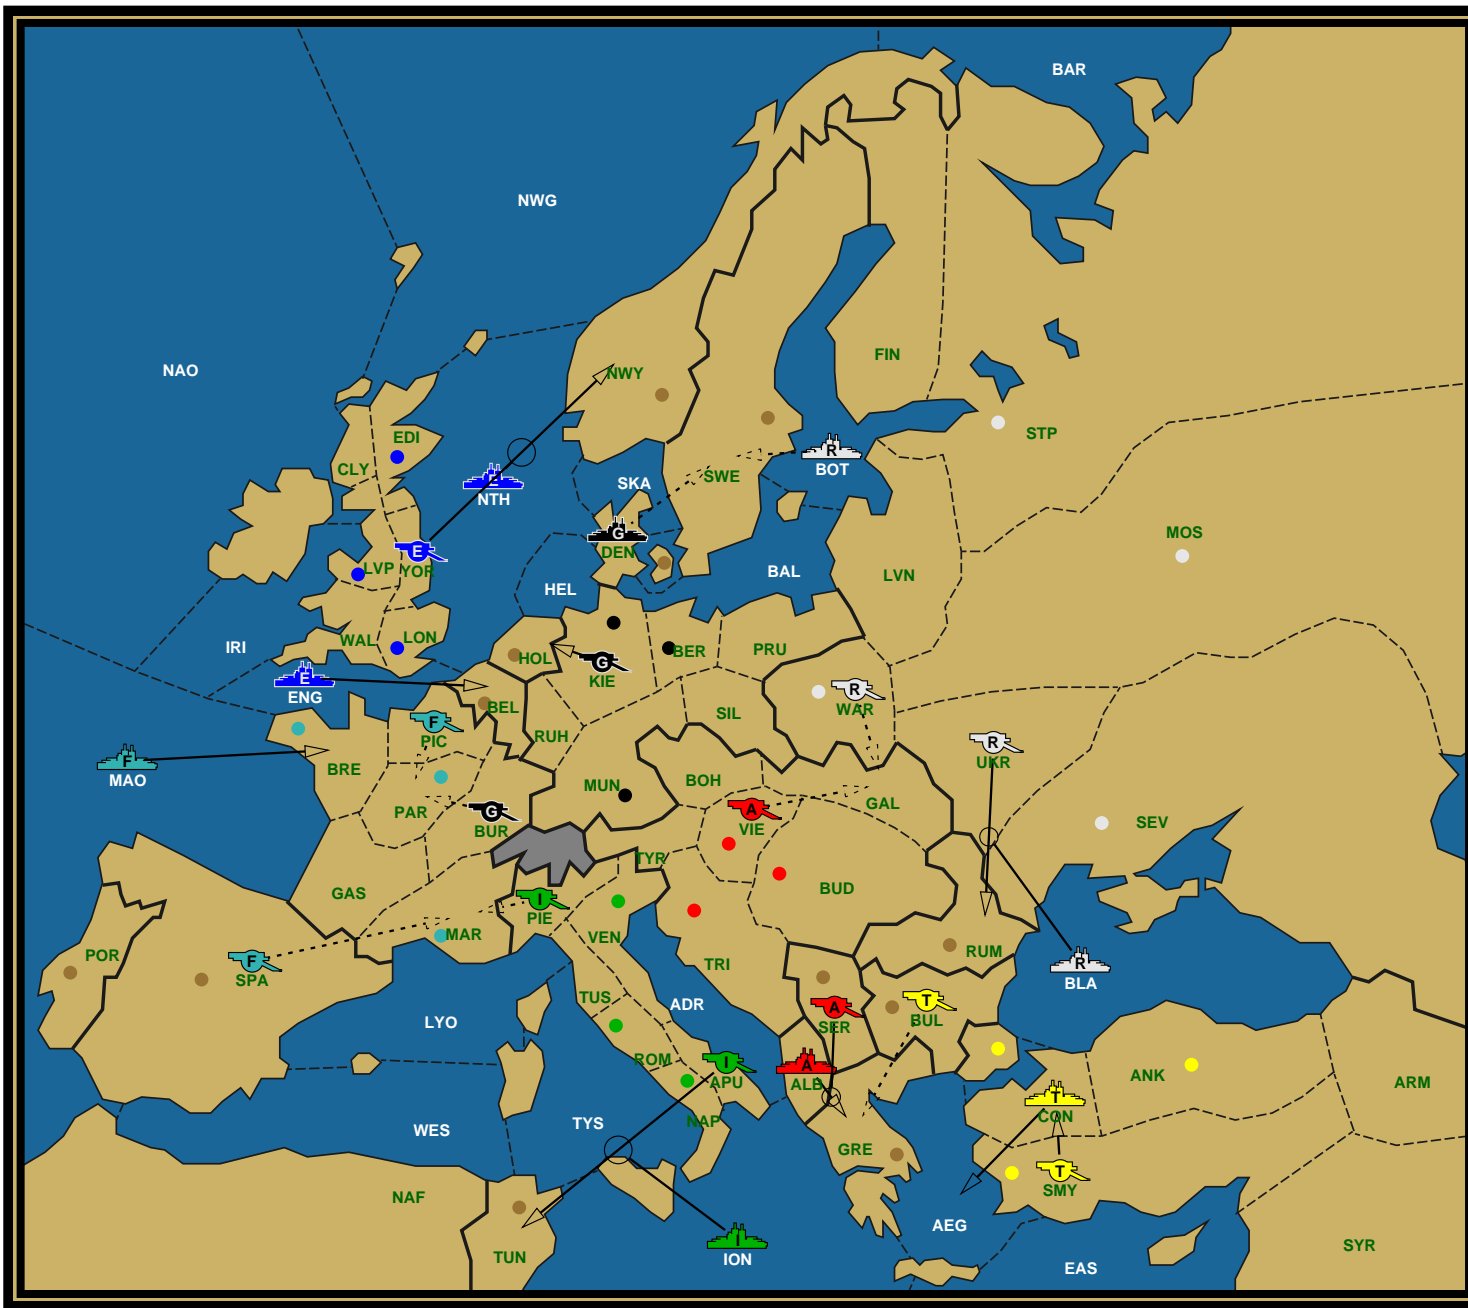 BAR
NWG
NAO
FIN
NWY
EDI
STP
CLY
R
BOT
SWE
SKA
E
NTH
G
DEN
MOS
E
LVP
YOR
BAL
LVN
HEL
IRI
WAL
LON
HOL
G
KIE
BER
PRU
E
ENG
BEL
R
WAR
SIL
F
PIC
RUH
R
UKR
F
MAO
BRE
BOH
MUN
GAL
PAR
G
BUR
A
VIE
SEV
TYR
BUD
GAS
I
PIE
MAR
VEN
POR
F
SPA
TRI
RUM
R
BLA
TUS
ADR
A
SER
T
BUL
LYO
ROM
I
APU
A
ALB
ANK
ARM
T
CON
NAP
WES
TYS
GRE
T
SMY
NAF
AEG
I
ION
TUN
SYR
EAS